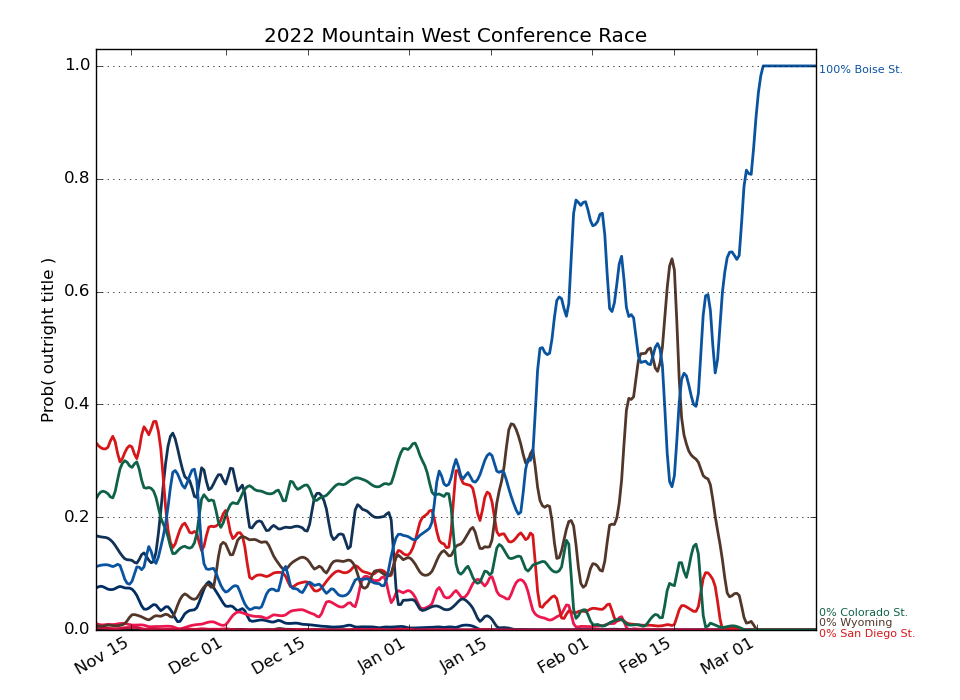 2022 Mountain West Conference Race
1.0
0.8
0.6
0.4
0.2
0.0
Prob( outright title )
100% Boise St.
0% Colorado St.
0% Wyoming
0% San Diego St.
Nov 15
Dec 01
Dec 15
Jan 01
Jan 15
Feb 01
Feb 15
Mar 01